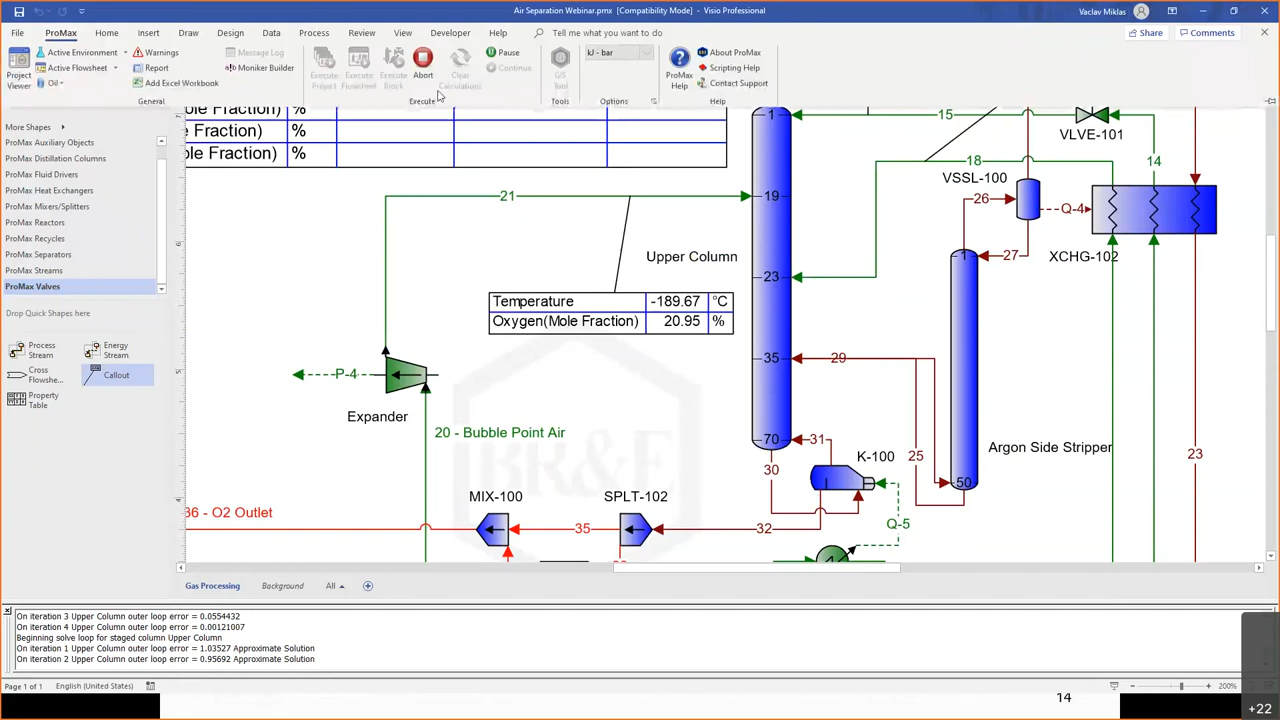 Air Separation Webinar.pmx [Compatibility Mode] - Visio Professional
Vaclav Miklas
File ProMax Home Insert Draw Design Data Process Review View Developer Help Tell me what you want to do Share Comments
Project Viewer
Active Environment
Active Flowsheet
Oil
Warnings
Report
Add Excel Workbook
Message Log
Moniker Builder
General
Execute Project
Execute Flowsheet
Execute Block
Abort
Clear Calculations
Pause
Continue
Execute
GIS Tool
Tools
kJ - bar
Options
ProMax Help
About ProMax
Scripting Help
Contact Support
Help
More Shapes
ProMax Auxiliary Objects
ProMax Distillation Columns
ProMax Fluid Drivers
ProMax Heat Exchangers
ProMax Mixers/Splitters
ProMax Reactors
ProMax Recycles
ProMax Separators
ProMax Streams
ProMax Valves
Drop Quick Shapes here
Process Stream
Energy Stream
Cross Flowshe...
Callout
Property Table
Fraction) %
e Fraction) %
ble Fraction) %
1
15
VLVE-101
18
14
VSSL-100
21
19
26
Q-4
Upper Column
1
27
XCHG-102
23
Temperature -189.67 °C
Oxygen(Mole Fraction) 20.95 %
35
29
P-4
Expander
20 - Bubble Point Air
BR&E
70
31
Argon Side Stripper
30
K-100
25
23
50
MIX-100
SPLT-102
36 - O2 Outlet
35
32
Q-5
Gas Processing Background All
On iteration 3 Upper Column outer loop error = 0.0554432
On iteration 4 Upper Column outer loop error = 0.00121007
Beginning solve loop for staged column Upper Column
On iteration 1 Upper Column outer loop error = 1.03527 Approximate Solution
On iteration 2 Upper Column outer loop error = 0.95692 Approximate Solution
Page 1 of 1 English (United States) 200%
14
+22